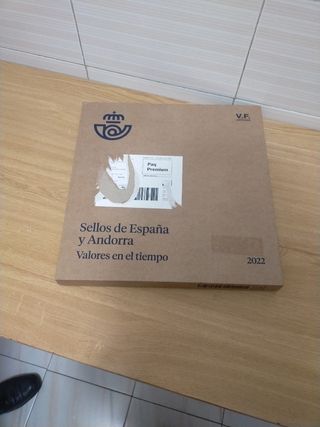 V.F.
Paq
Premium
Sellos de España
y Andorra
Valores en el tiempo
2022